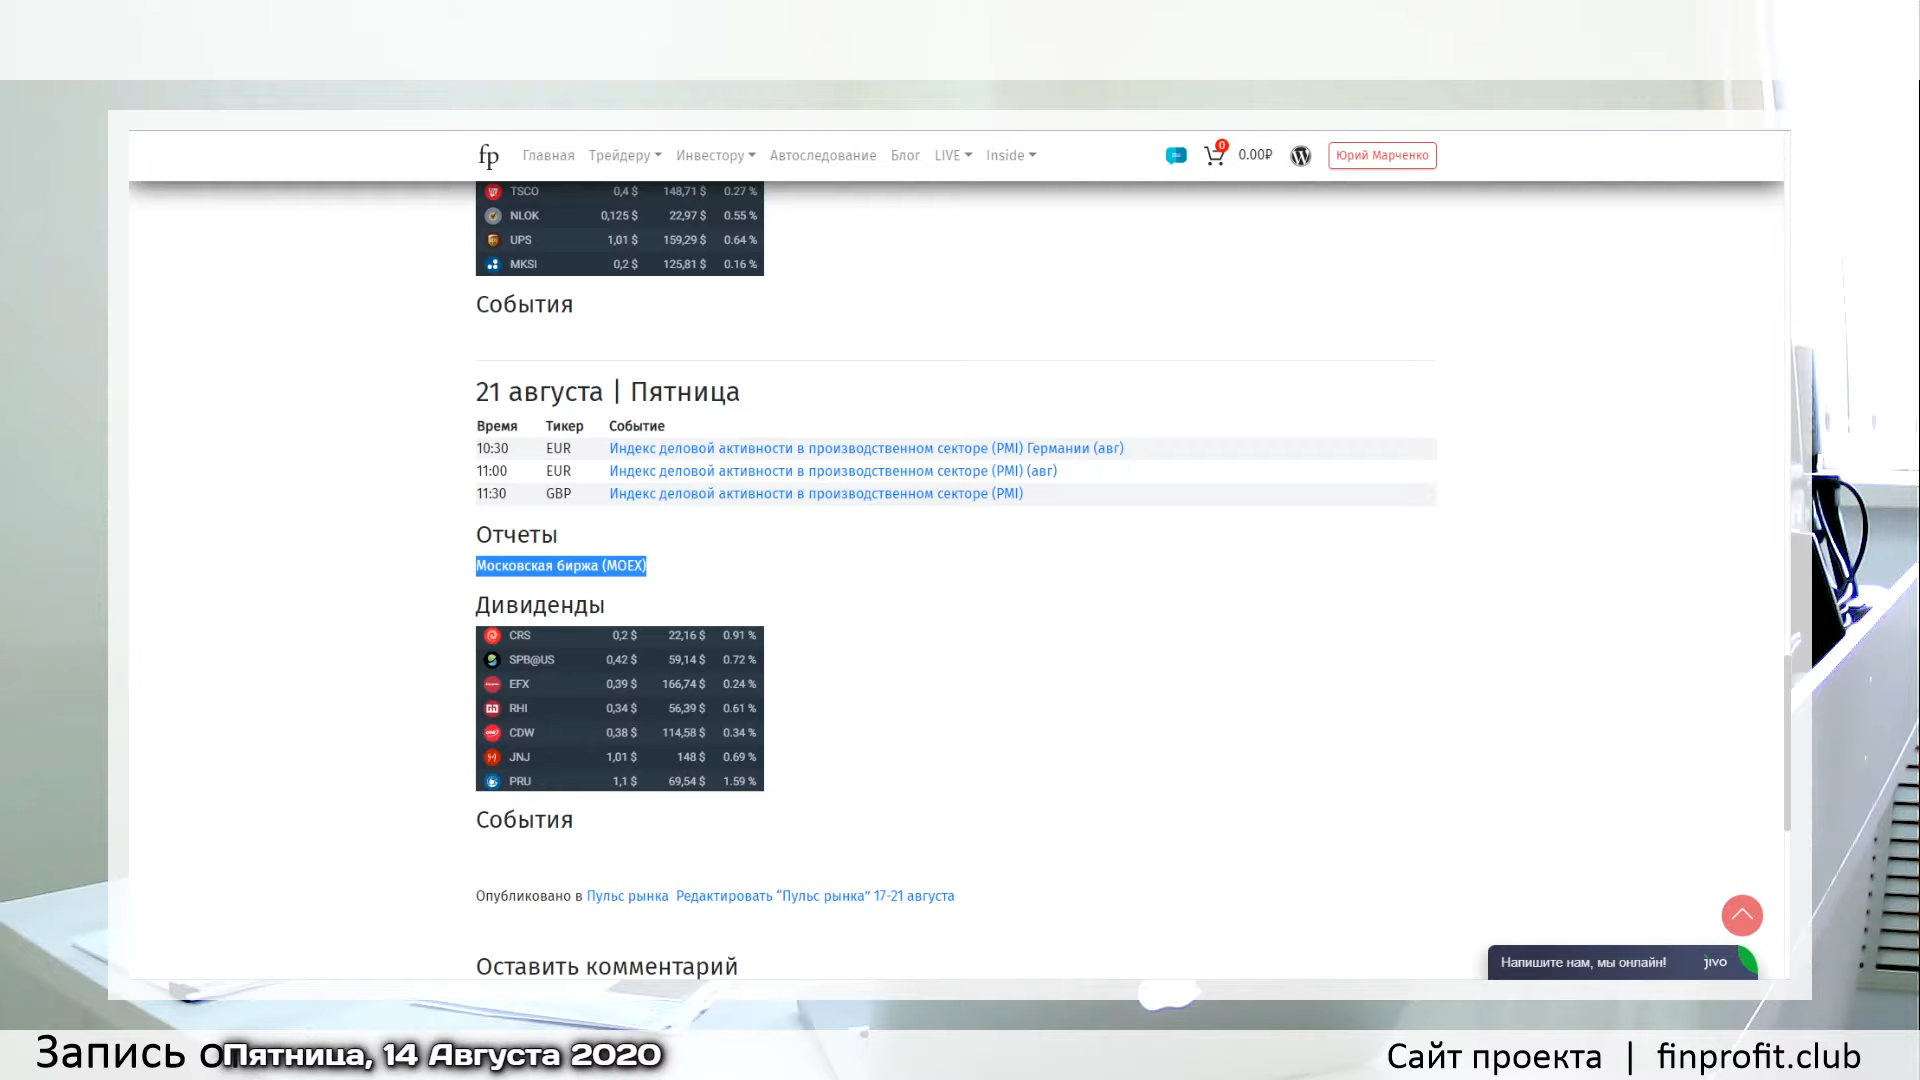 fp Главная Трейдеру Инвестору Автоследование Блог LIVE Inside 0 0.00₽ Юрий Марченко
TSCO 0,4 $ 148,71 $ 0.27 %
NLOK 0,125 $ 22,97 $ 0.55 %
UPS 1,01 $ 159,29 $ 0.64 %
MKSI 0,2 $ 125,81 $ 0.16 %
События
21 августа | Пятница
Время Тикер Событие
10:30 EUR Индекс деловой активности в производственном секторе (PMI) Германии (авг)
11:00 EUR Индекс деловой активности в производственном секторе (PMI) (авг)
11:30 GBP Индекс деловой активности в производственном секторе (PMI)
Отчеты
Московская биржа (MOEX)
Дивиденды
CRS 0,2 $ 22,16 $ 0.91 %
SPB@US 0,42 $ 59,14 $ 0.72 %
EFX 0,39 $ 166,74 $ 0.24 %
RHI 0,34 $ 56,39 $ 0.61 %
CDW 0,38 $ 114,58 $ 0.34 %
JNJ 1,01 $ 148 $ 0.69 %
PRU 1,1 $ 69,54 $ 1.59 %
События
Опубликовано в Пульс рынка Редактировать “Пульс рынка” 17-21 августа
Оставить комментарий
Напишите нам, мы онлайн! jivo
Запись от Пятница, 14 Августа 2020
Сайт проекта | finprofit.club